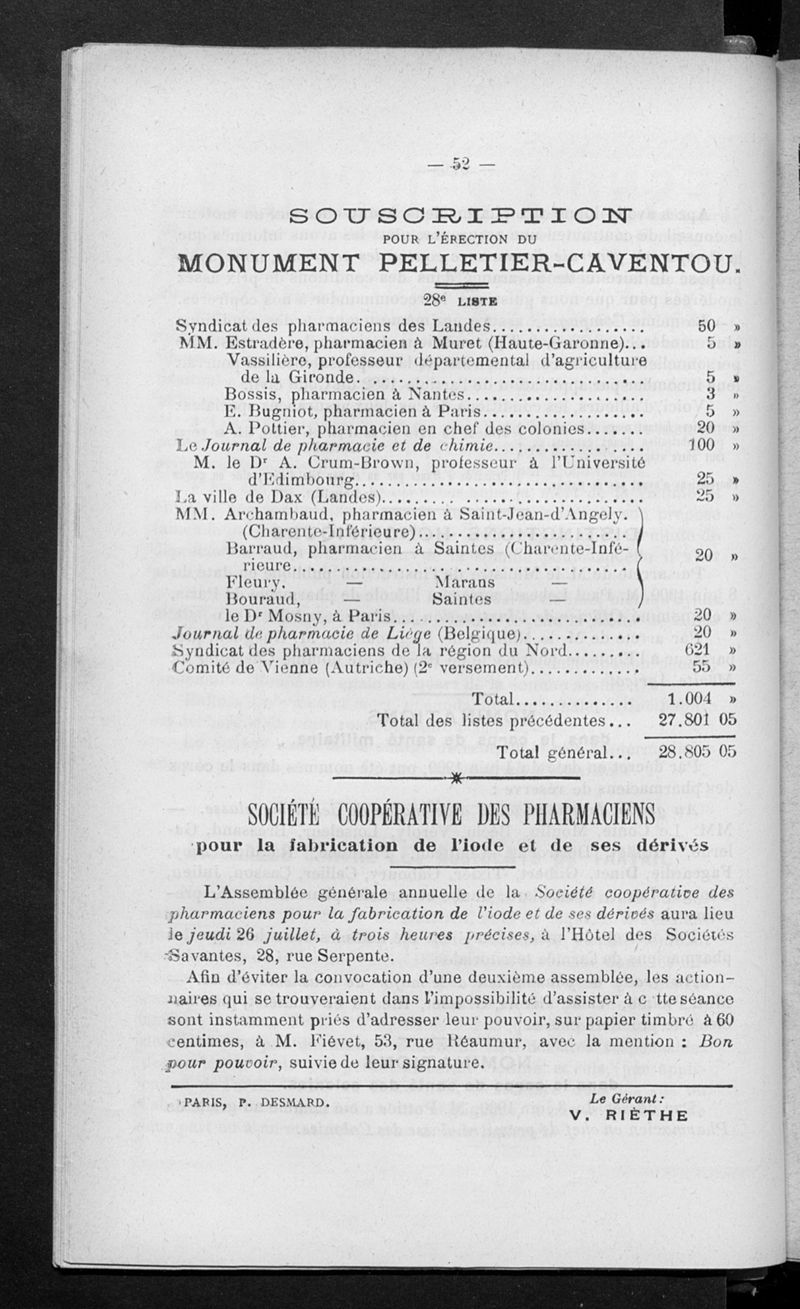 — 52 —
SOUSCRIPTION
POUR L'ÉRECTION DU
MONUMENT PELLETIER-CAVENTOU.
28e LISTE
Syndicat des pharmaciens des Landes.................. 50 »
MM. Estradère, pharmacien à Muret (Haute-Garonne)... 5 »
Vassilière, professeur départemental d'agriculture
de la Gironde. ................................ 5 »
Bossis, pharmacien à Nantes..................... 3 »
E. Bugniot, pharmacien à Paris................... 5 »
A. Pottier, pharmacien en chef des colonies....... 20 »
Le Journal de pharmacie et de chimie.................. 100 »
M. le Dr A. Crum-Brown, professeur à l'Université
d'Edimbourg.................................. 25 »
La ville de Dax (Landes)............................... 25 »
MM. Archambaud, pharmacien à Saint-Jean-d'Angely.
(Charente-Inférieure).........................
Barraud, pharmacien à Saintes (Charente-Infé-
rieure...................................... 20 »
Fleury, — Marans —
Bouraud, — Saintes —
le Dr Mosny, à Paris............................. 20 »
Journal de pharmacie de Liège (Belgique).............. 20 »
Syndicat des pharmaciens de la région du Nord......... 621 »
Comité de Vienne (Autriche) (2e versement)............. 55 »
Total.............. 1.004 »
Total des listes précédentes... 27.801 05
Total général... 28.805 05
SOCIÉTÉ COOPÉRATIVE DES PHARMACIENS
pour la fabrication de l'iode et de ses dérivés
L'Assemblée générale annuelle de la Société coopérative des
pharmaciens pour la fabrication de l'iode et de ses dérivés aura lieu
le jeudi 26 juillet, à trois heures précises, à l'Hôtel des Sociétés
Savantes, 28, rue Serpente.
Afin d'éviter la convocation d'une deuxième assemblée, les action-
naires qui se trouveraient dans l'impossibilité d'assister à c tte séance
sont instamment priés d'adresser leur pouvoir, sur papier timbré à 60
centimes, à M. Fiévet, 53, rue Réaumur, avec la mention : Bon
pour pouvoir, suivie de leur signature.
PARIS, P. DESMARD.
Le Gérant :
V. RIÈTHE